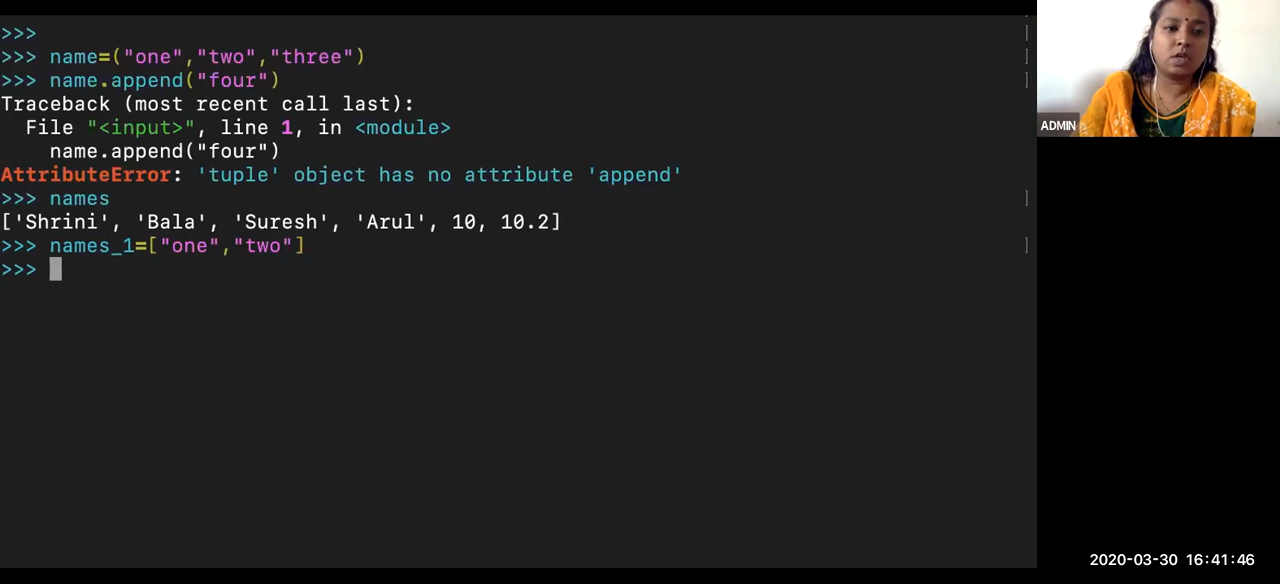 >>>
>>> name=("one","two","three")
>>> name.append("four")
Traceback (most recent call last):
  File "<input>", line 1, in <module>
    name.append("four")
AttributeError: 'tuple' object has no attribute 'append'
>>> names
['Shrini', 'Bala', 'Suresh', 'Arul', 10, 10.2]
>>> names_1=["one","two"]
>>>
ADMIN
2020-03-30 16:41:46